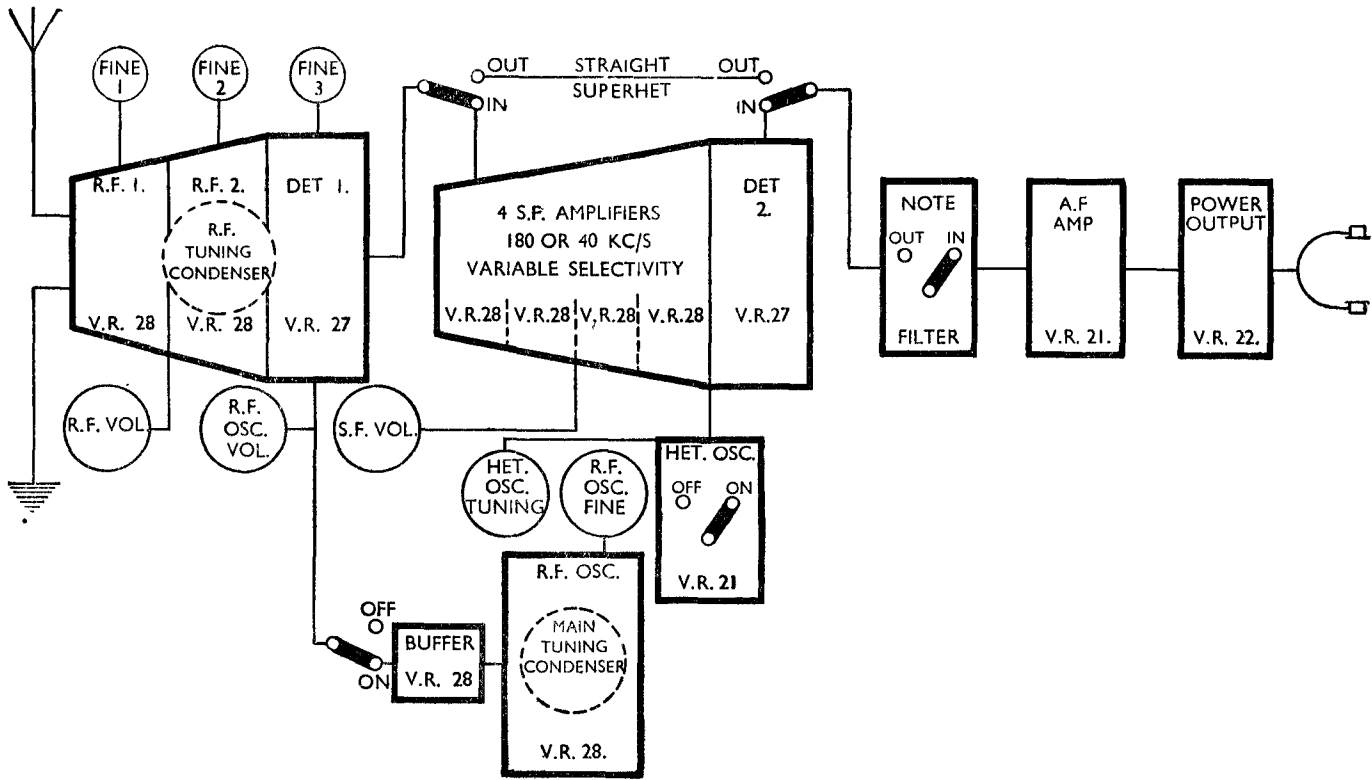 FINE
1
FINE
2
FINE
3
OUT STRAIGHT OUT
SUPERHET
IN
IN
R.F. 1. R.F. 2. DET 1.
R.F.
TUNING
CONDENSER
V.R. 28 V.R. 28 V.R. 27
4 S.F. AMPLIFIERS
180 OR 40 KC/S
VARIABLE SELECTIVITY
V.R.28 V.R.28 V.R.28 V.R.28
DET
2.
V.R.27
NOTE
OUT IN
FILTER
A.F
AMP
V.R. 21.
POWER
OUTPUT
V.R. 22.
R.F. VOL.
R.F.
OSC.
VOL.
S.F. VOL.
HET.
OSC.
TUNING
R.F.
OSC.
FINE
HET. OSC.
OFF ON
V.R. 21
OFF
ON
BUFFER
V.R. 28
R.F. OSC.
MAIN
TUNING
CONDENSER
V.R. 28.